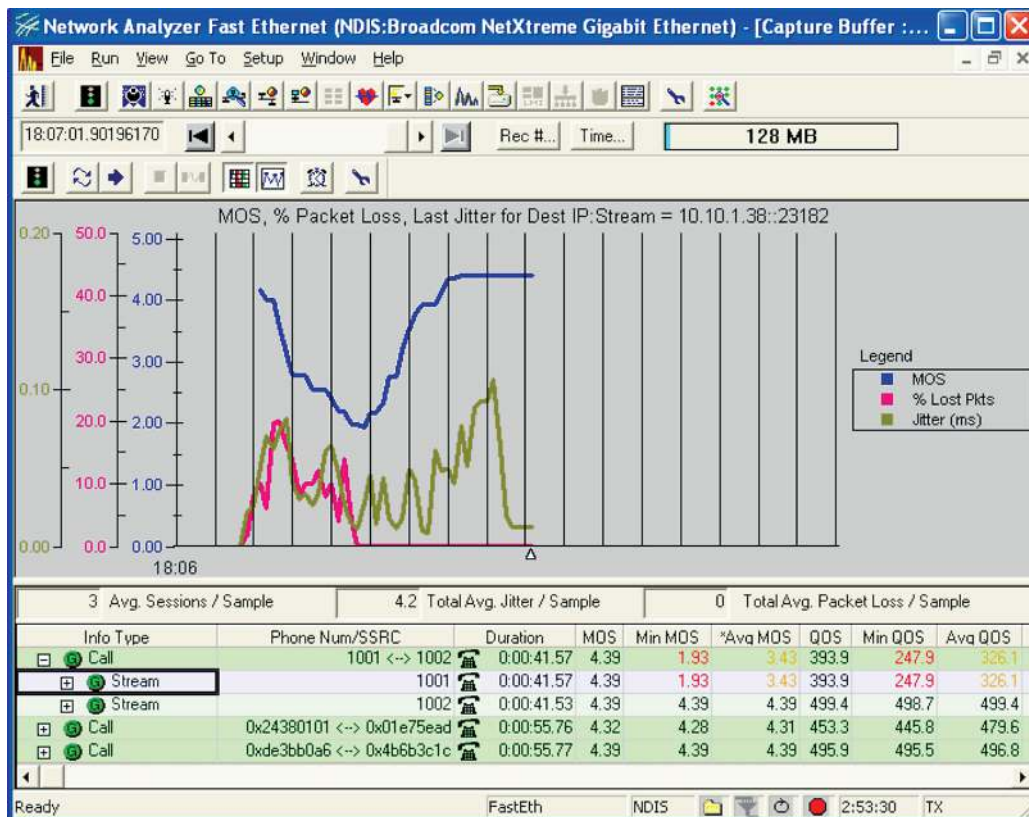 Network Analyzer Fast Ethernet (NDIS:Broadcom NetXtreme Gigabit Ethernet) - [Capture Buffer :...
File Run View Go To Setup Window Help
18:07:01.90196170 Rec #... Time... 128 MB
MOS, % Packet Loss, Last Jitter for Dest IP:Stream = 10.10.1.38::23182
0.20 50.0 5.00
40.0 4.00
30.0 3.00
0.10
20.0 2.00
10.0 1.00
0.00 0.0 0.00
18:06
Legend
MOS
% Lost Pkts
Jitter (ms)
3 Avg. Sessions / Sample 4.2 Total Avg. Jitter / Sample 0 Total Avg. Packet Loss / Sample
Info Type Phone Num/SSRC Duration MOS Min MOS *Avg MOS QOS Min QOS Avg QOS
G Call 1001 <--> 1002 0:00:41.57 4.39 1.93 3.43 393.9 247.9 326.1
G Stream 1001 0:00:41.57 4.39 1.93 3.43 393.9 247.9 326.1
G Stream 1002 0:00:41.53 4.39 4.39 4.39 499.4 498.7 499.4
G Call 0x24380101 <--> 0x01e75ead 0:00:55.76 4.32 4.28 4.31 453.3 445.8 479.6
G Call 0xde3bb0a6 <--> 0x4b6b3c1c 0:00:55.77 4.39 4.39 4.39 495.9 495.5 496.8
Ready FastEth NDIS 2:53:30 TX